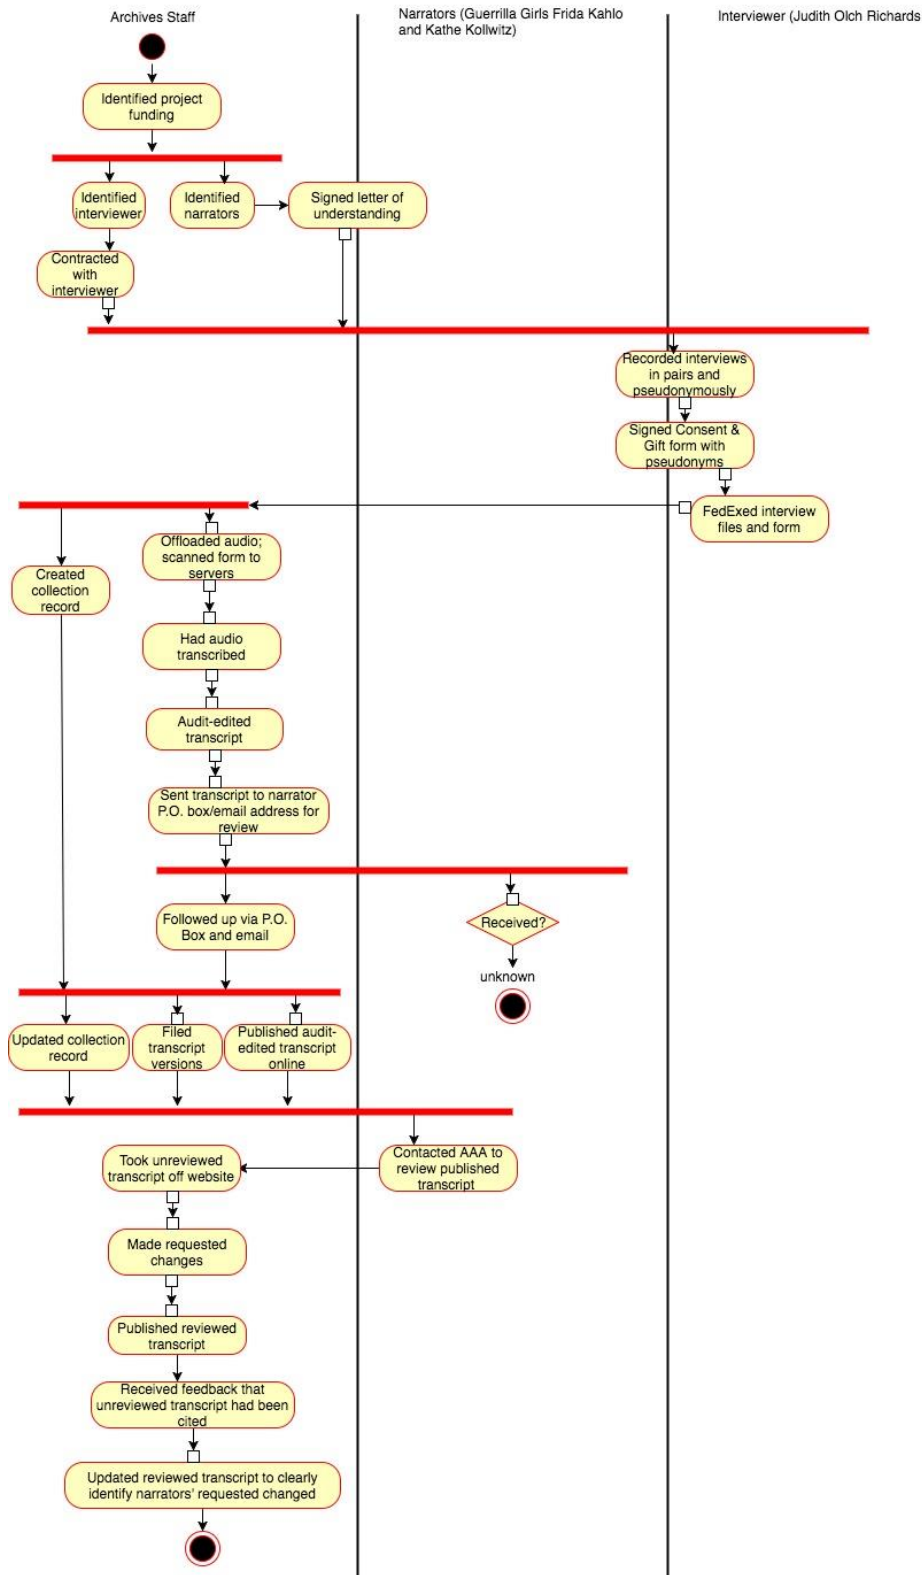 Archives Staff
Narrators (Guerrilla Girls Frida Kahlo
and Kathe Kollwitz)
Interviewer (Judith Olch Richards
Identified project
funding
Identified
interviewer
Identified
narrators
Signed letter of
understanding
Contracted
with
interviewer
Recorded interviews
in pairs and
pseudonymously
Signed Consent &
Gift form with
pseudonyms
FedExed interview
files and form
Offloaded audio;
scanned form to
servers
Created
collection
record
Had audio
transcribed
Audit-edited
transcript
Sent transcript to narrator
P.O. box/email address for
review
Followed up via P.O.
Box and email
Received?
unknown
Updated collection
record
Filed
transcript
versions
Published audit-
edited transcript
online
Contacted AAA to
review published
transcript
Took unreviewed
transcript off website
Made requested
changes
Published reviewed
transcript
Received feedback that
unreviewed transcript had been
cited
Updated reviewed transcript to clearly
identify narrators' requested changed